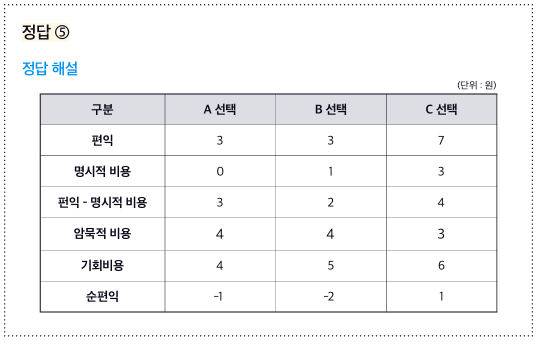 정답 ⑤
정답 해설
(단위 : 원)
구분 A 선택 B 선택 C 선택
편익 3 3 7
명시적 비용 0 1 3
편익 - 명시적 비용 3 2 4
암묵적 비용 4 4 3
기회비용 4 5 6
순편익 -1 -2 1